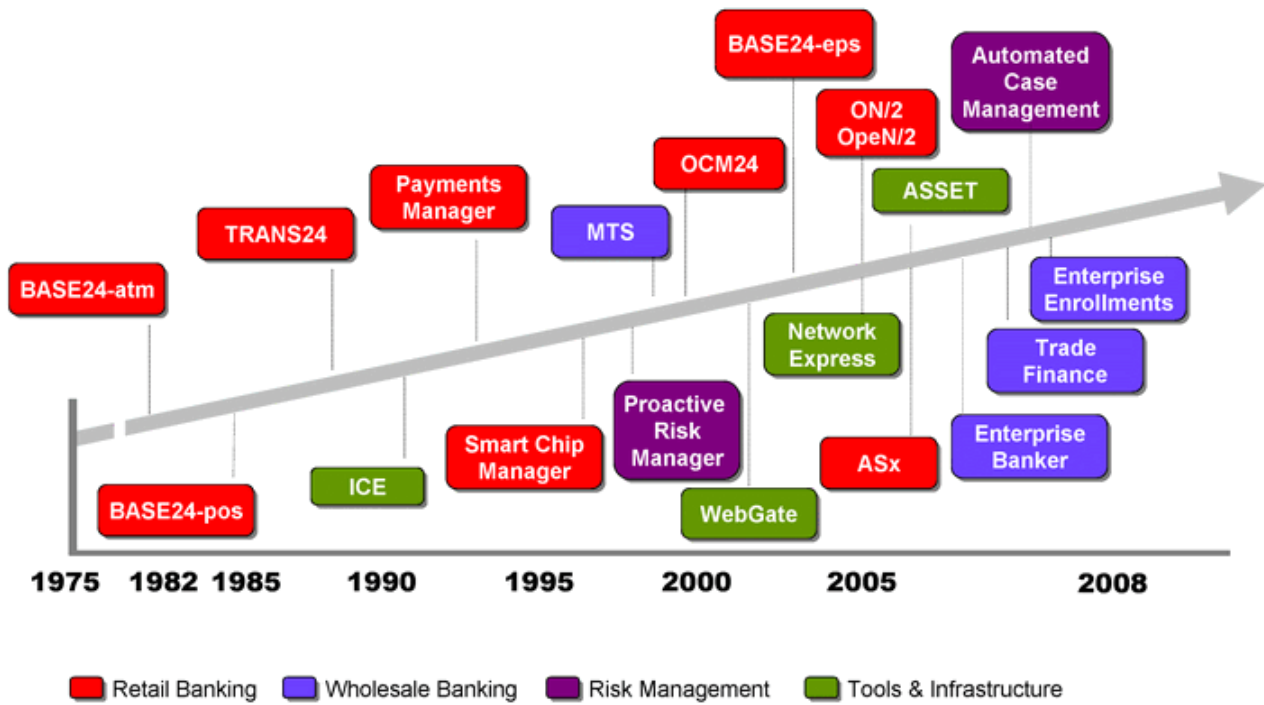 BASE24-eps
Automated
Case
Management
ON/2
OpeN/2
OCM24
ASSET
Payments
Manager
TRANS24
MTS
BASE24-atm
Enterprise
Enrollments
Network
Express
Trade
Finance
Proactive
Risk
Manager
Smart Chip
Manager
ASx
Enterprise
Banker
ICE
BASE24-pos
WebGate
1975
1982
1985
1990
1995
2000
2005
2008
Retail Banking
Wholesale Banking
Risk Management
Tools & Infrastructure